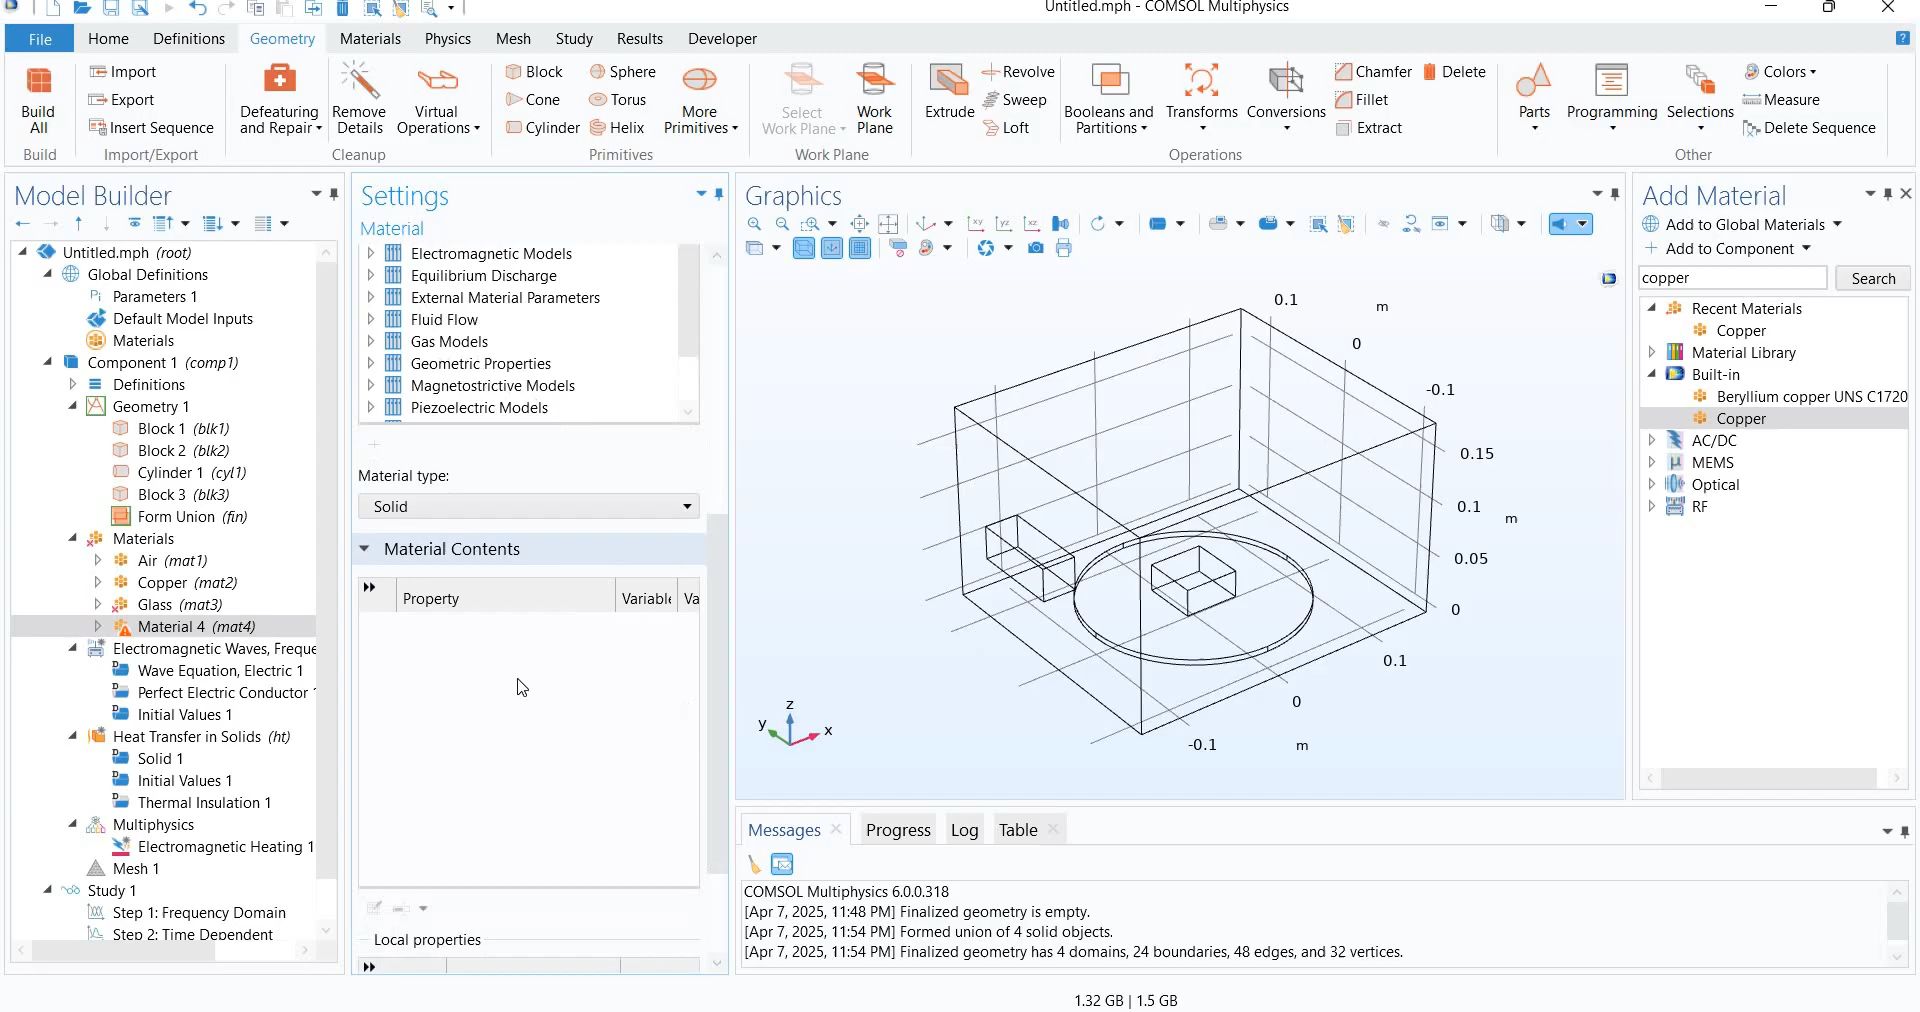 Untitled.mph - COMSOL Multiphysics
File
Home
Definitions
Geometry
Materials
Physics
Mesh
Study
Results
Developer
Build All
Build
Import
Export
Insert Sequence
Import/Export
Defeaturing and Repair
Remove Details
Virtual Operations
Cleanup
Block
Cone
Cylinder
Sphere
Torus
Helix
More Primitives
Primitives
Select Work Plane
Work Plane
Work Plane
Extrude
Revolve
Sweep
Loft
Booleans and Partitions
Transforms
Conversions
Chamfer
Fillet
Extract
Delete
Operations
Parts
Programming
Selections
Colors
Measure
Delete Sequence
Other
Model Builder
Untitled.mph (root)
Global Definitions
Parameters 1
Default Model Inputs
Materials
Component 1 (comp1)
Definitions
Geometry 1
Block 1 (blk1)
Block 2 (blk2)
Cylinder 1 (cyl1)
Block 3 (blk3)
Form Union (fin)
Materials
Air (mat1)
Copper (mat2)
Glass (mat3)
Material 4 (mat4)
Electromagnetic Waves, Freque
Wave Equation, Electric 1
Perfect Electric Conductor
Initial Values 1
Heat Transfer in Solids (ht)
Solid 1
Initial Values 1
Thermal Insulation 1
Multiphysics
Electromagnetic Heating 1
Mesh 1
Study 1
Step 1: Frequency Domain
Step 2: Time Dependent
Settings
Material
Electromagnetic Models
Equilibrium Discharge
External Material Parameters
Fluid Flow
Gas Models
Geometric Properties
Magnetostrictive Models
Piezoelectric Models
Material type:
Solid
Material Contents
Property
Variable
Va
Local properties
Graphics
0.1
m
0
-0.1
0.15
0.1
m
0.05
0
0.1
0
-0.1
m
z
y
x
Messages
Progress
Log
Table
COMSOL Multiphysics 6.0.0.318
[Apr 7, 2025, 11:48 PM] Finalized geometry is empty.
[Apr 7, 2025, 11:54 PM] Formed union of 4 solid objects.
[Apr 7, 2025, 11:54 PM] Finalized geometry has 4 domains, 24 boundaries, 48 edges, and 32 vertices.
Add Material
Add to Global Materials
Add to Component
copper
Search
Recent Materials
Copper
Material Library
Built-in
Beryllium copper UNS C1720
Copper
AC/DC
MEMS
Optical
RF
1.32 GB | 1.5 GB